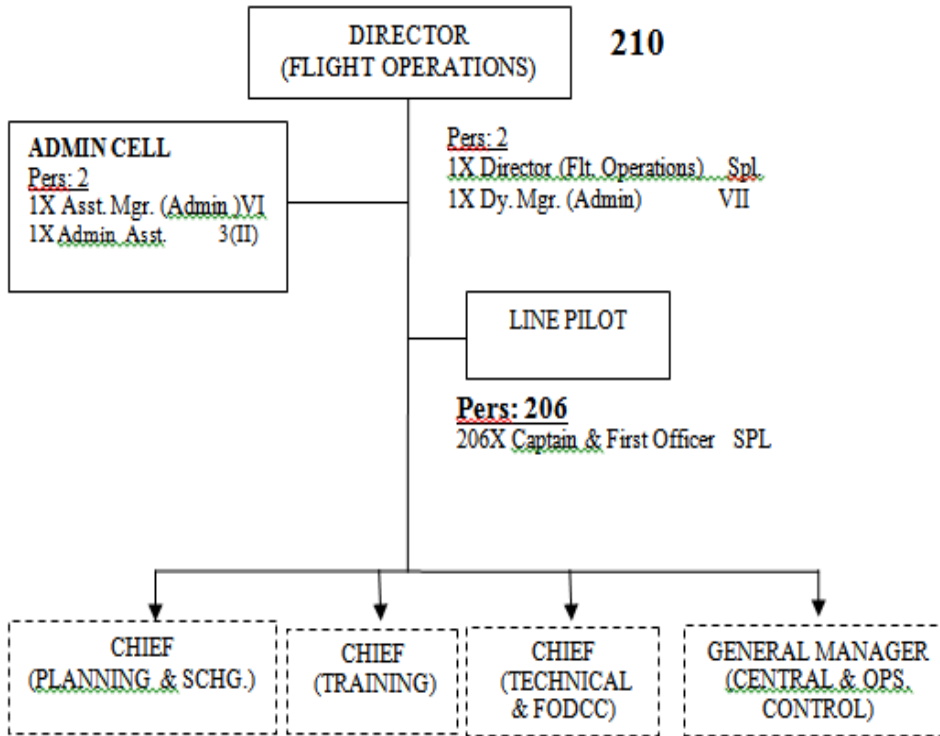 DIRECTOR
(FLIGHT OPERATIONS)
210
ADMIN CELL
Pers: 2
1X Asst. Mgr. (Admin )VI
1X Admin Asst. 3(II)
Pers: 2
1X Director (Flt. Operations) Spl.
1X Dy. Mgr. (Admin) VII
LINE PILOT
Pers: 206
206X Captain & First Officer SPL
CHIEF
(PLANNING & SCHG.)
CHIEF
(TRAINING)
CHIEF
(TECHNICAL
& FODCC)
GENERAL MANAGER
(CENTRAL & OPS.
CONTROL)